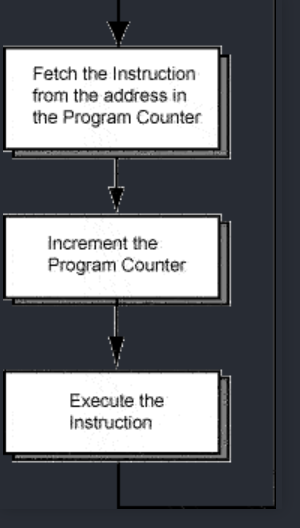 Fetch the Instruction
from the address in
the Program Counter
Increment the
Program Counter
Execute the
Instruction